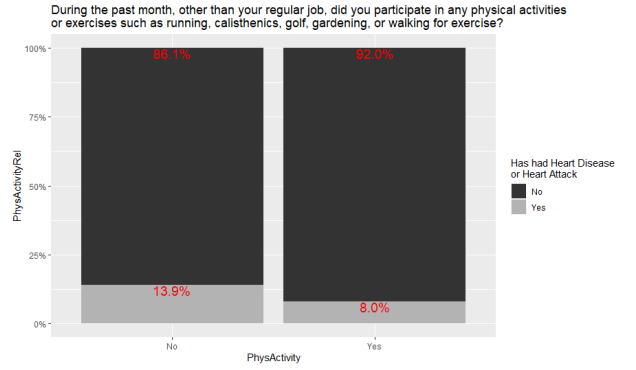 During the past month, other than your regular job, did you participate in any physical activities
or exercises such as running, calisthenics, golf, gardening, or walking for exercise?
100%
86.1%
92.0%
75%
50%
25%
0%
13.9%
8.0%
PhysActivityRel
No
Yes
PhysActivity
Has had Heart Disease
or Heart Attack
No
Yes